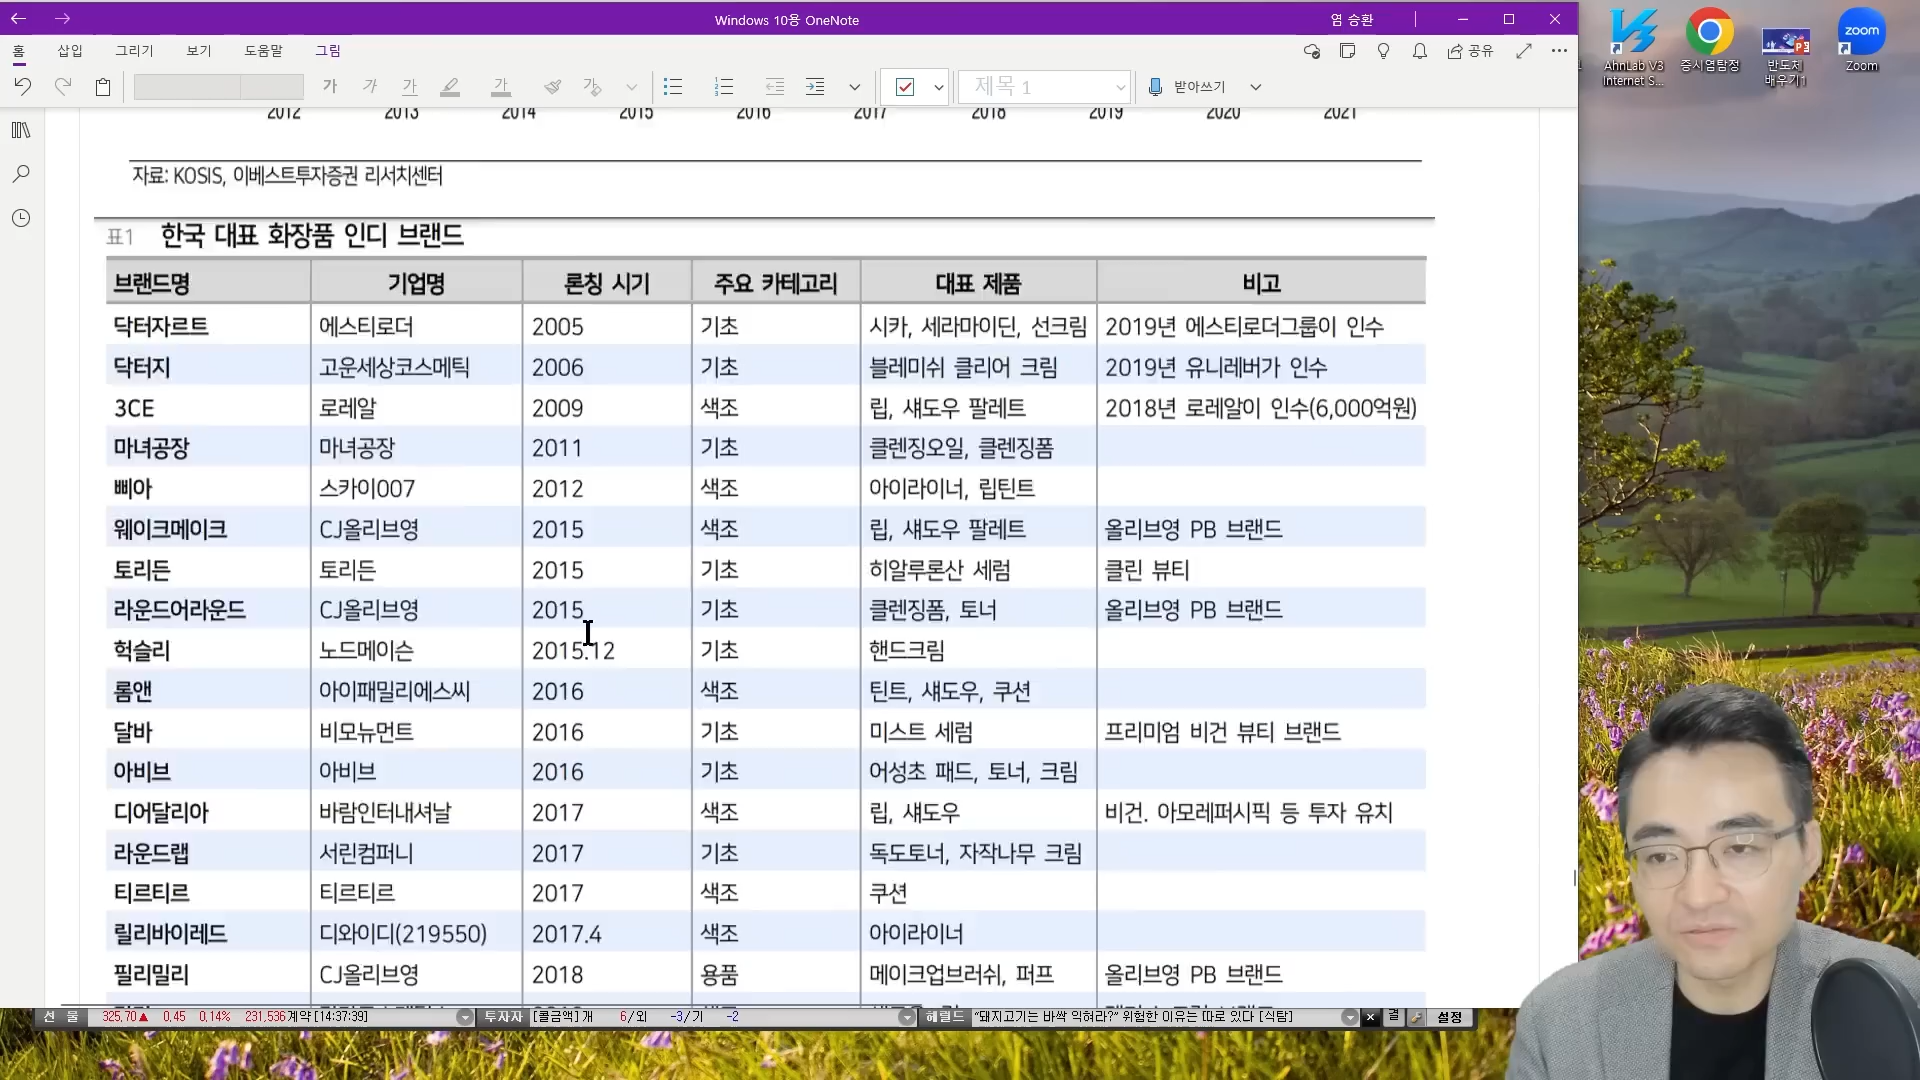 Windows 10용 OneNote
염 승환
홈 삽입 그리기 보기 도움말 그림
공유
가 가 가 가 가
제목 1
받아쓰기
2012 2013 2014 2015 2016 2017 2018 2019 2020 2021
자료: KOSIS, 이베스트투자증권 리서치센터
표1 한국 대표 화장품 인디 브랜드
브랜드명 기업명 론칭 시기 주요 카테고리 대표 제품 비고
닥터자르트 에스티로더 2005 기초 시카, 세라마이딘, 선크림 2019년 에스티로더그룹이 인수
닥터지 고운세상코스메틱 2006 기초 블레미쉬 클리어 크림 2019년 유니레버가 인수
3CE 로레알 2009 색조 립, 섀도우 팔레트 2018년 로레알이 인수(6,000억원)
마녀공장 마녀공장 2011 기초 클렌징오일, 클렌징폼
삐아 스카이007 2012 색조 아이라이너, 립틴트
웨이크메이크 CJ올리브영 2015 색조 립, 섀도우 팔레트 올리브영 PB 브랜드
토리든 토리든 2015 기초 히알루론산 세럼 클린 뷰티
라운드어라운드 CJ올리브영 2015 기초 클렌징폼, 토너 올리브영 PB 브랜드
헉슬리 노드메이슨 2015.12 기초 핸드크림
롬앤 아이패밀리에스씨 2016 색조 틴트, 섀도우, 쿠션
달바 비모뉴먼트 2016 기초 미스트 세럼 프리미엄 비건 뷰티 브랜드
아비브 아비브 2016 기초 어성초 패드, 토너, 크림
디어달리아 바람인터내셔날 2017 색조 립, 섀도우 비건. 아모레퍼시픽 등 투자 유치
라운드랩 서린컴퍼니 2017 기초 독도토너, 자작나무 크림
티르티르 티르티르 2017 색조 쿠션
릴리바이레드 디와이디(219550) 2017.4 색조 아이라이너
필리밀리 CJ올리브영 2018 용품 메이크업브러쉬, 퍼프 올리브영 PB 브랜드
선 물 325,70▲ 0,45 0,14% 231,536계약 [14:37:39] 투자자 [콜금액]개 6/외 -3/기 -2 헤럴드 "돼지고기는 바싹 익혀라?" 위험한 이유는 따로 있다 [식탐] 설정
AhnLab V3
Internet S...
증시염탐정
반도체
배우기1
zoom
Zoom